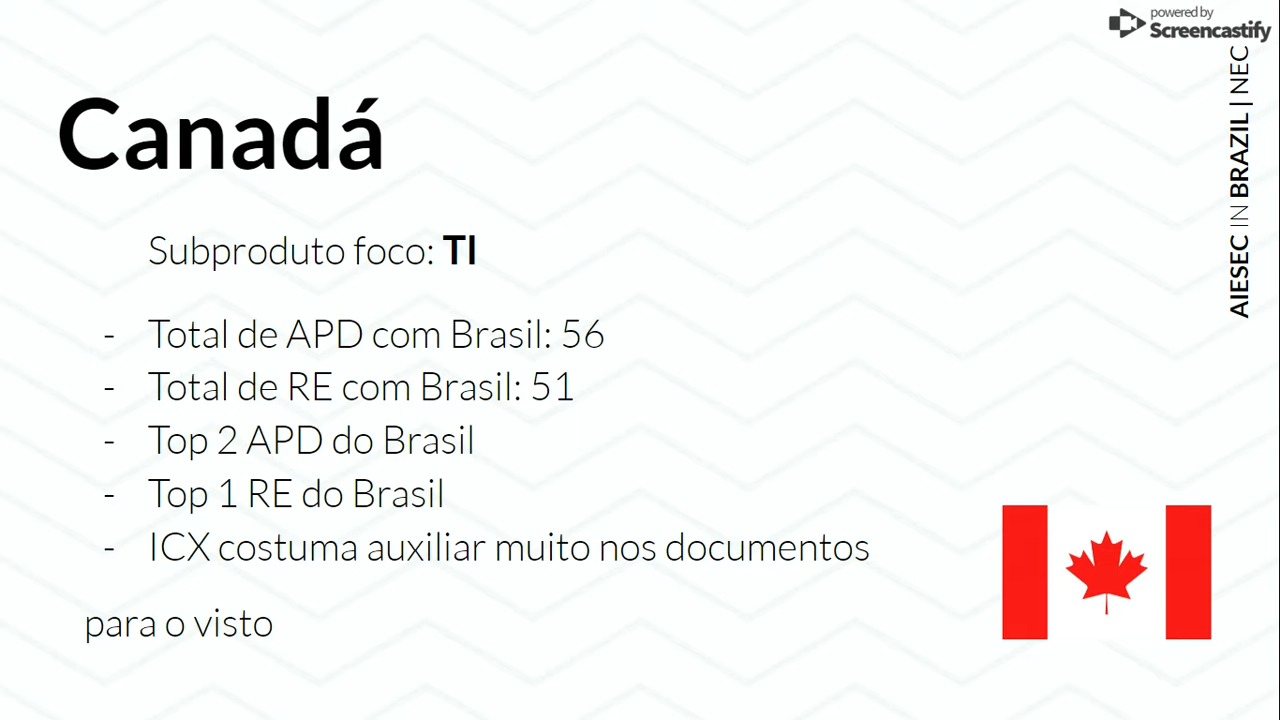 powered by
Screencastify
AIESEC IN BRAZIL | NEC
Canadá
Subproduto foco: TI
- Total de APD com Brasil: 56
- Total de RE com Brasil: 51
- Top 2 APD do Brasil
- Top 1 RE do Brasil
- ICX costuma auxiliar muito nos documentos
para o visto